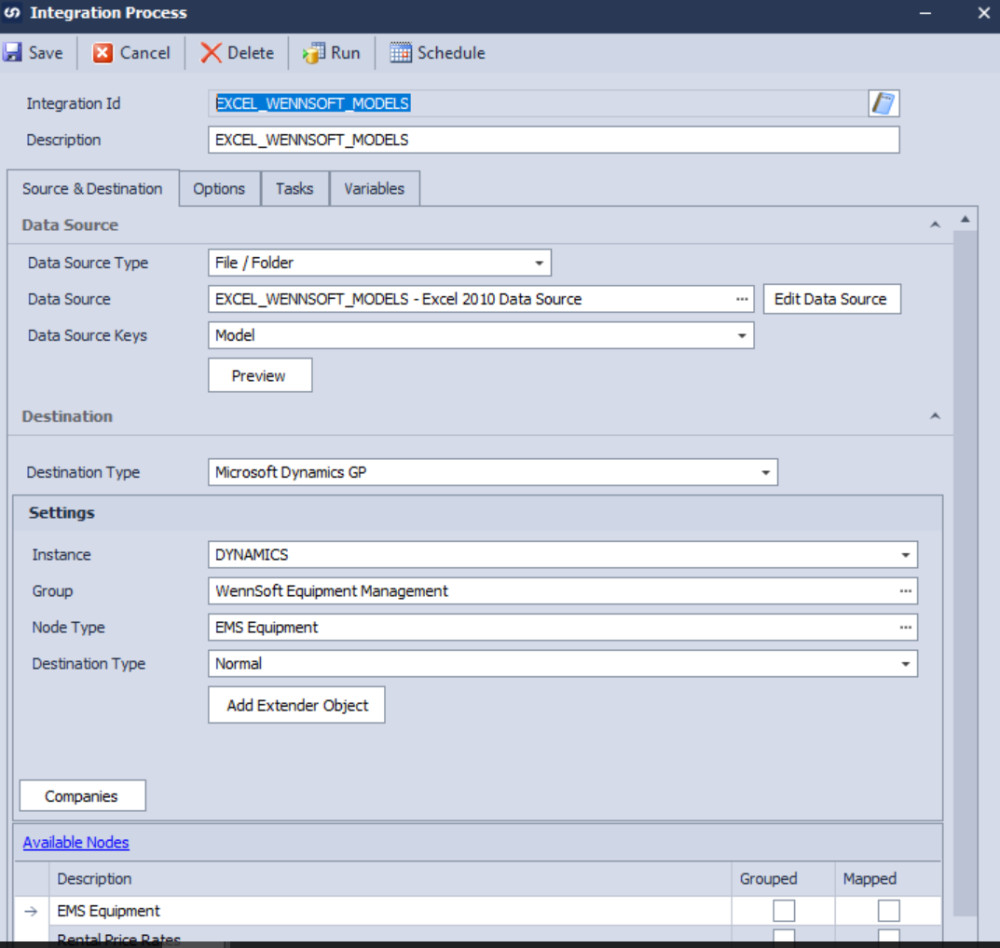 Integration Process
Save Cancel Delete Run Schedule
Integration Id EXCEL_WENNSOFT_MODELS
Description EXCEL_WENNSOFT_MODELS
Source & Destination Options Tasks Variables
Data Source
Data Source Type File / Folder
Data Source EXCEL_WENNSOFT_MODELS - Excel 2010 Data Source ... Edit Data Source
Data Source Keys Model
Preview
Destination
Destination Type Microsoft Dynamics GP
Settings
Instance DYNAMICS
Group WennSoft Equipment Management ...
Node Type EMS Equipment ...
Destination Type Normal
Add Extender Object
Companies
Available Nodes
Description Grouped Mapped
EMS Equipment
Rental Price Rates